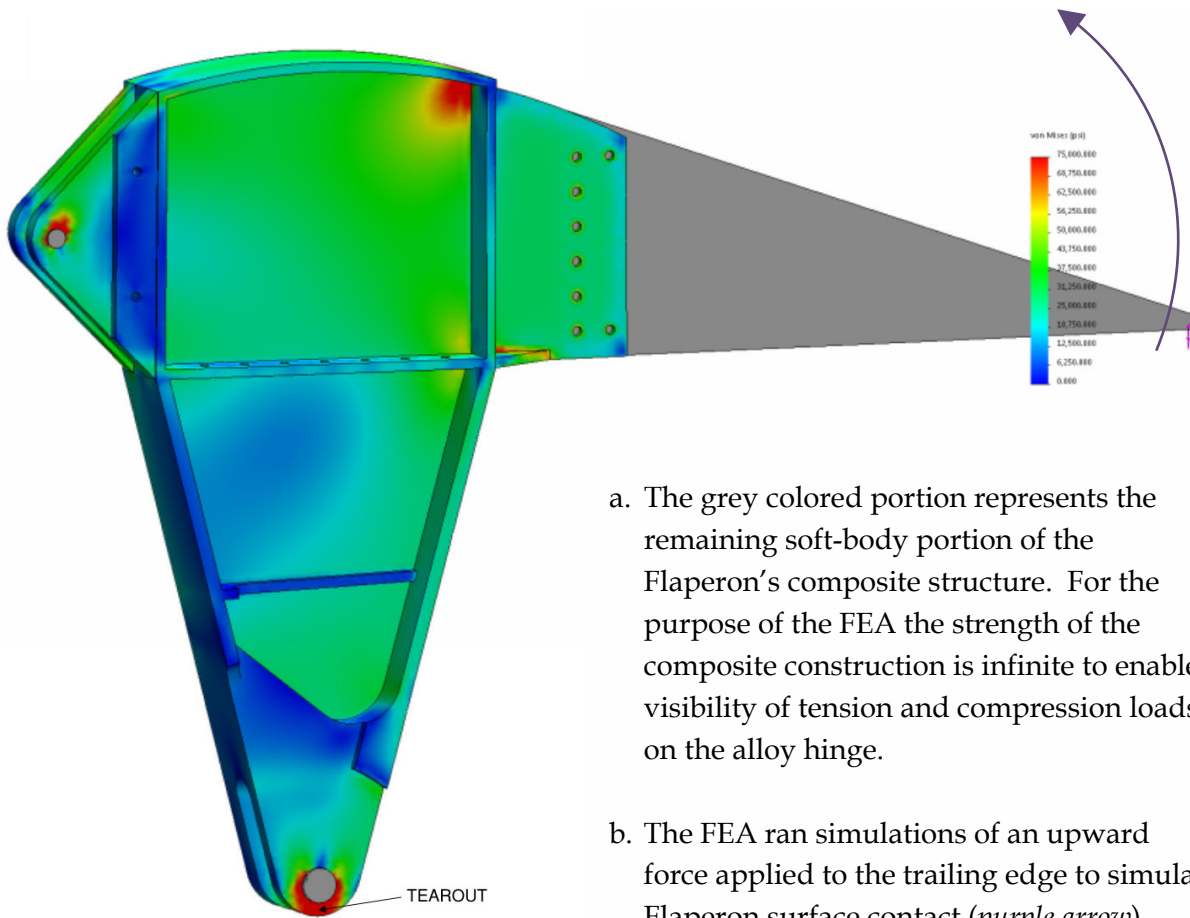 von Mises (psi)
75,000.000
68,750.000
62,500.000
56,250.000
50,000.000
43,750.000
37,500.000
31,250.000
25,000.000
18,750.000
12,500.000
6,250.000
0.000
a. The grey colored portion represents the
remaining soft-body portion of the
Flaperon’s composite structure. For the
purpose of the FEA the strength of the
composite construction is infinite to enable
visibility of tension and compression loads
on the alloy hinge.
b. The FEA ran simulations of an upward
force applied to the trailing edge to simula
Flaperon surface contact (purple arrow)
TEAROUT